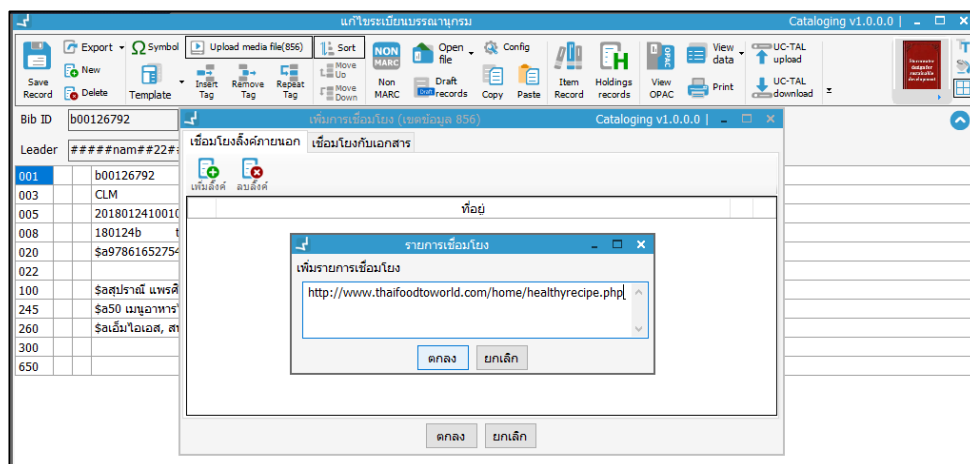 แก้ไขระเบียนบรรณานุกรม
Cataloging v1.0.0.0 |
Export
Symbol
Upload media file(856)
Sort
NON MARC
Open file
Config
View data
UC-TAL upload
Save Record
New
Delete
Template
Insert Tag
Remove Tag
Repeat Tag
Move Up
Move Down
Non MARC
Draft records
Copy
Paste
Item Record
Holdings records
OPAC
View OPAC
Print
UC-TAL download
Bib ID b00126792
Leader #####nam##22#
เพิ่มการเชื่อมโยง (เขตข้อมูล 856)
Cataloging v1.0.0.0 |
เชื่อมโยงลิ้งค์ภายนอก เชื่อมโยงกับเอกสาร
เพิ่มลิ้งค์ ลบลิ้งค์
ที่อยู่
รายการเชื่อมโยง
เพิ่มรายการเชื่อมโยง
http://www.thaifoodtoworld.com/home/healthyrecipe.php
ตกลง ยกเลิก
ตกลง ยกเลิก
001 b00126792
003 CLM
005 2018012410010
008 180124b t
020 $a97861652754
022
100 $aสุปราณี แพรศิ
245 $a50 เมนูอาหาร
260 $aเอ็มไอเอส, สา
300
650